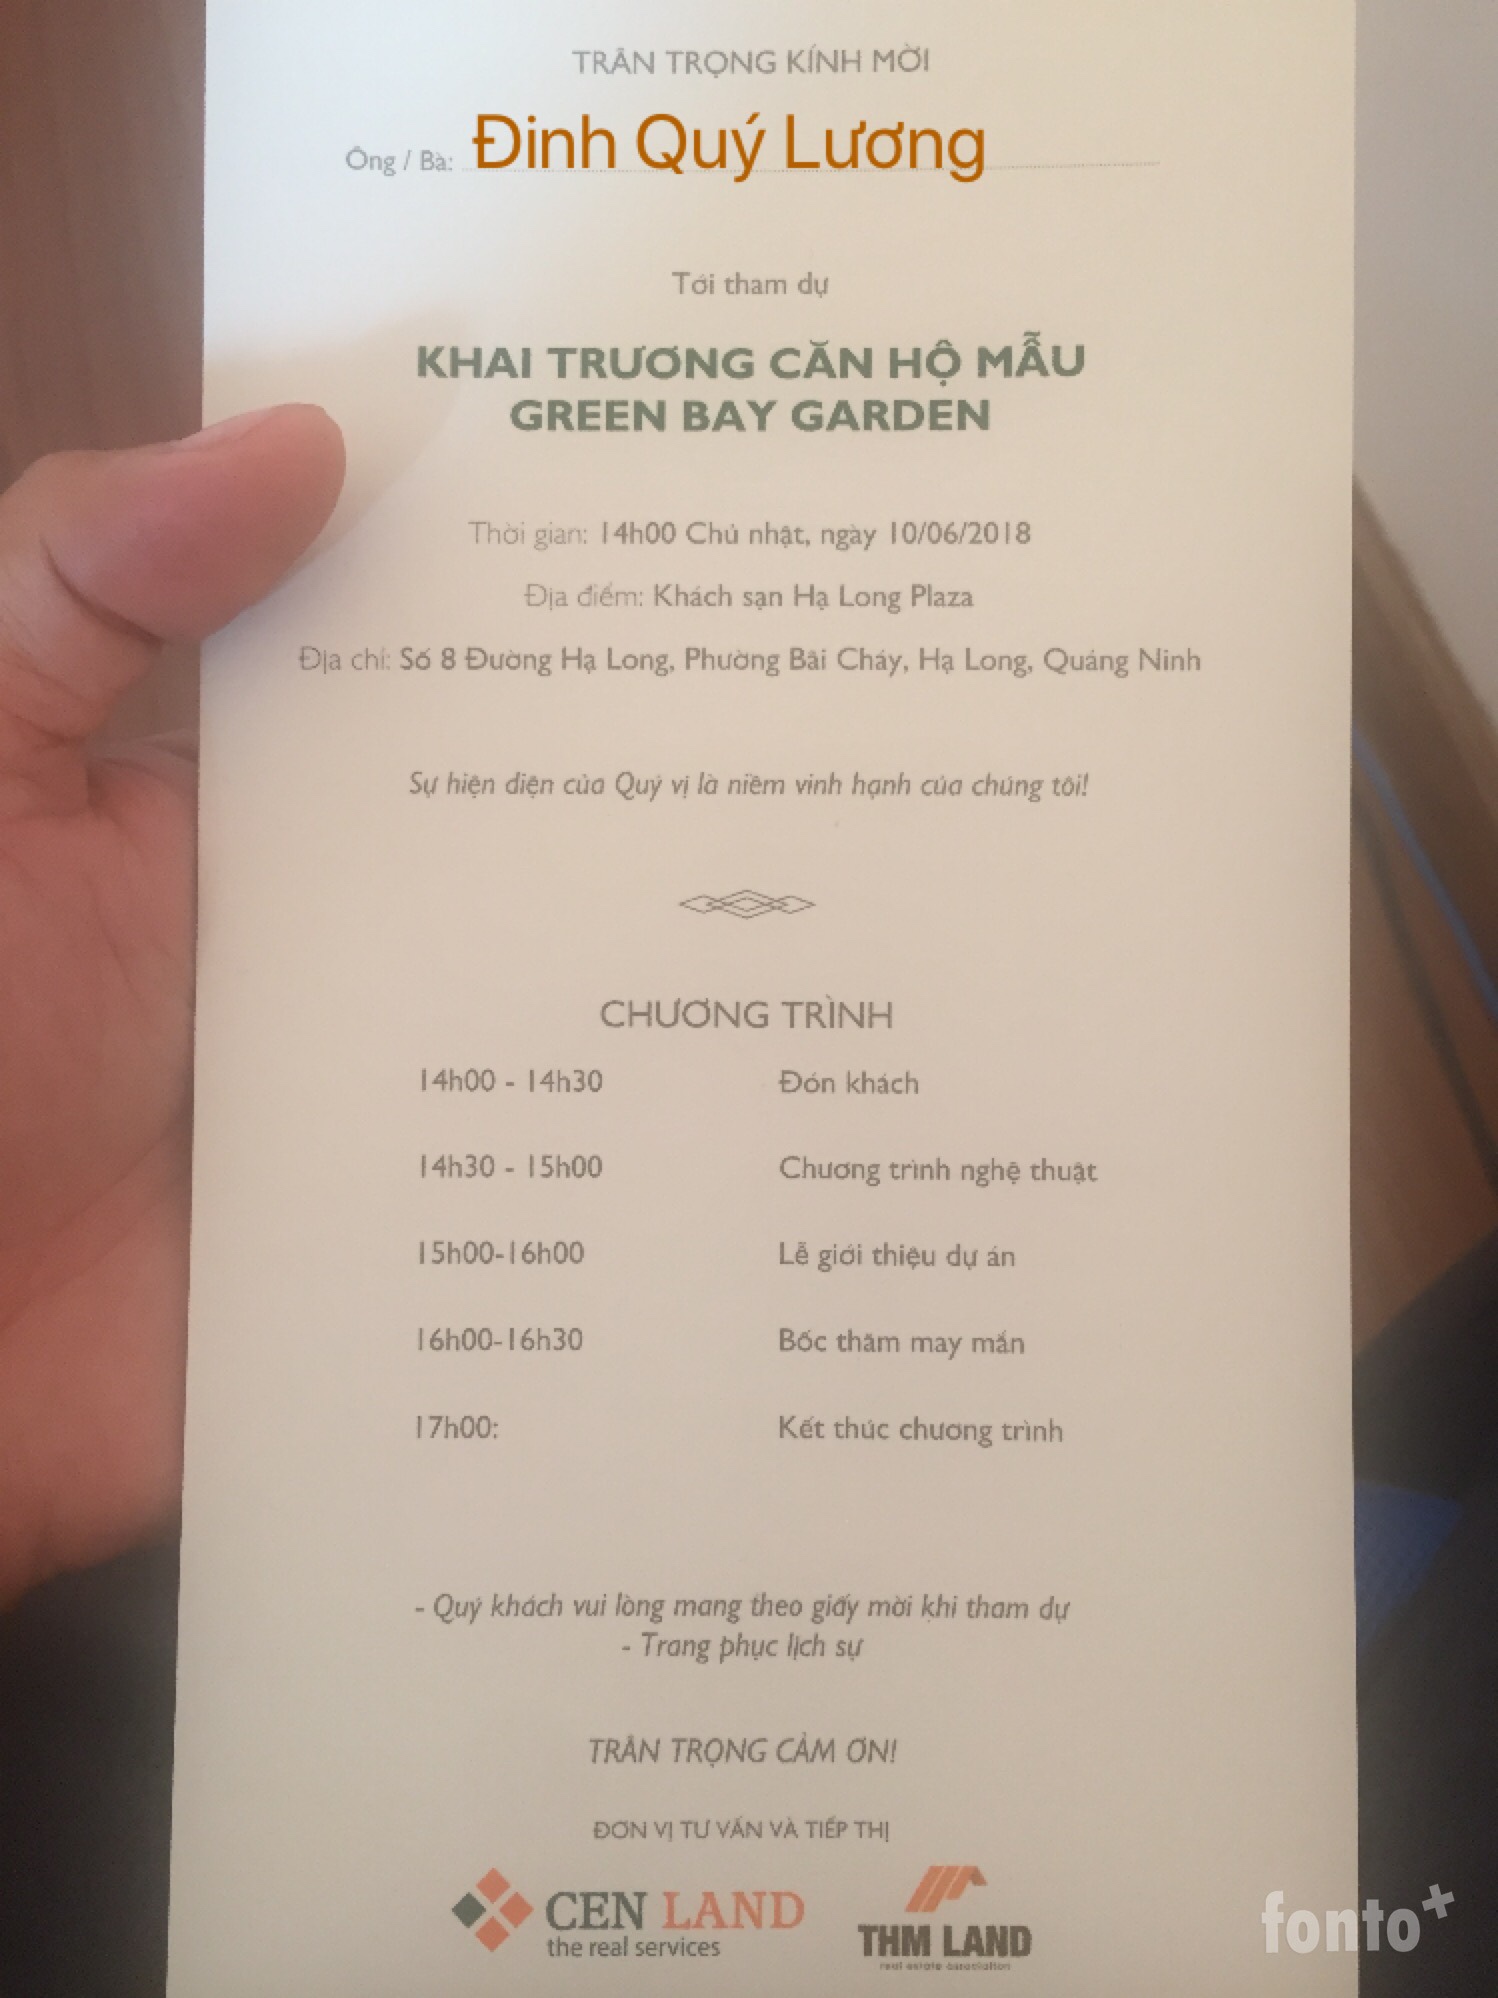 TRÂN TRỌNG KÍNH MỜI
Ông / Bà: Đinh Quý Lương
Tới tham dự
KHAI TRƯƠNG CĂN HỘ MẪU
GREEN BAY GARDEN
Thời gian: 14h00 Chủ nhật, ngày 10/06/2018
Địa điểm: Khách sạn Hạ Long Plaza
Địa chỉ: Số 8 Đường Hạ Long, Phường Bãi Cháy, Hạ Long, Quảng Ninh
Sự hiện diện của Quý vị là niềm vinh hạnh của chúng tôi!
CHƯƠNG TRÌNH
14h00 - 14h30 Đón khách
14h30 - 15h00 Chương trình nghệ thuật
15h00-16h00 Lễ giới thiệu dự án
16h00-16h30 Bốc thăm may mắn
17h00: Kết thúc chương trình
- Quý khách vui lòng mang theo giấy mời khi tham dự
- Trang phục lịch sự
TRÂN TRỌNG CẢM ƠN!
ĐƠN VỊ TƯ VẤN VÀ TIẾP THỊ
CEN LAND
the real services
THM LAND
real estate association
fonto+